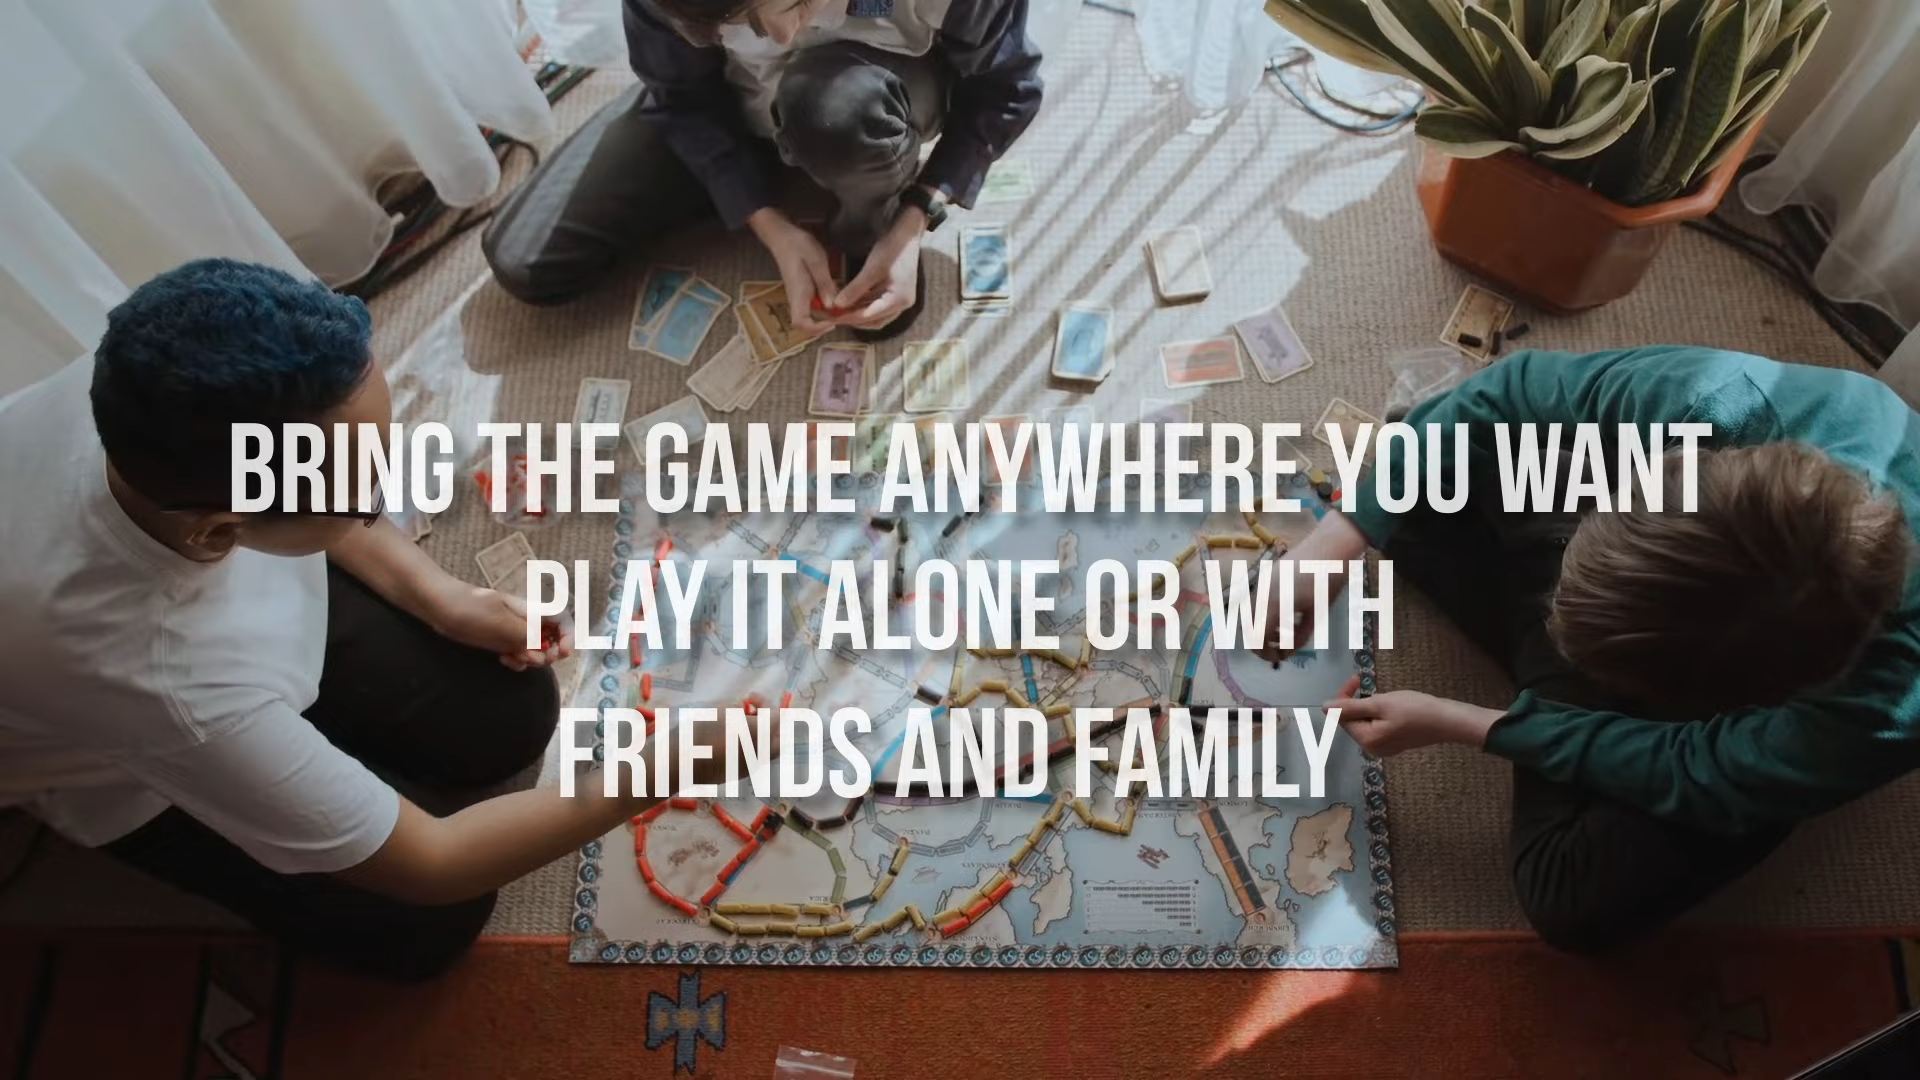 BRING THE GAME ANYWHERE YOU WANT
PLAY IT ALONE OR WITH
FRIENDS AND FAMILY